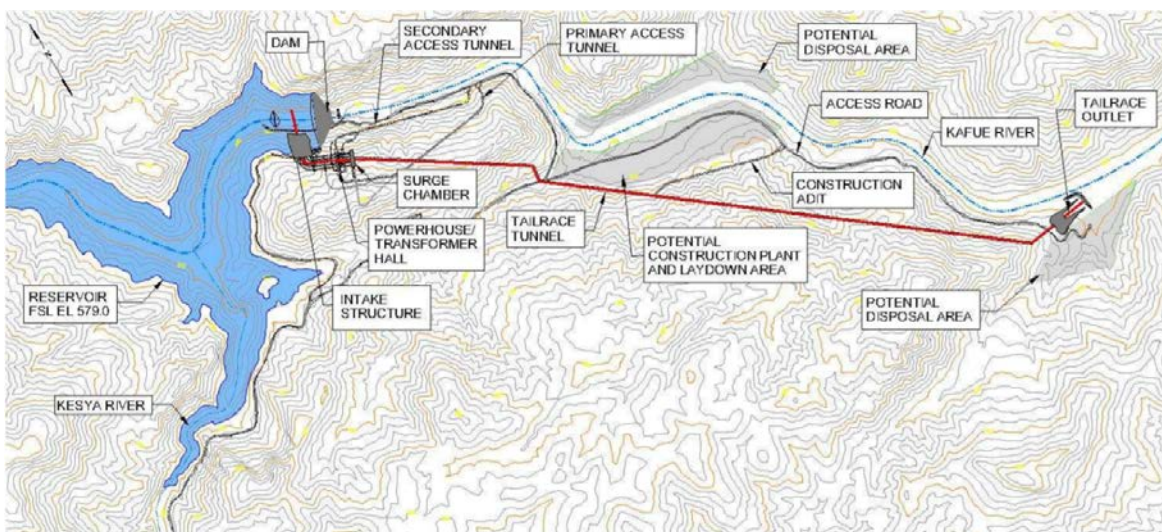 DAM
SECONDARY
ACCESS TUNNEL
PRIMARY ACCESS
TUNNEL
POTENTIAL
DISPOSAL AREA
ACCESS ROAD
TAILRACE
OUTLET
KAFUE RIVER
SURGE
CHAMBER
CONSTRUCTION
ADIT
POWERHOUSE/
TRANSFORMER
HALL
TAILRACE
TUNNEL
POTENTIAL
CONSTRUCTION PLANT
AND LAYDOWN AREA
RESERVOIR
FSL EL 579.0
INTAKE
STRUCTURE
POTENTIAL
DISPOSAL AREA
KESYA RIVER